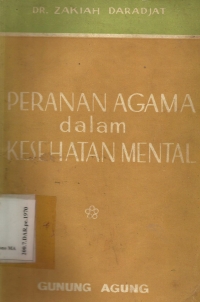 DR. ZAKIAH DARADJAT
PERANAN AGAMA
dalam
KESEHATAN MENTAL
GUNUNG AGUNG